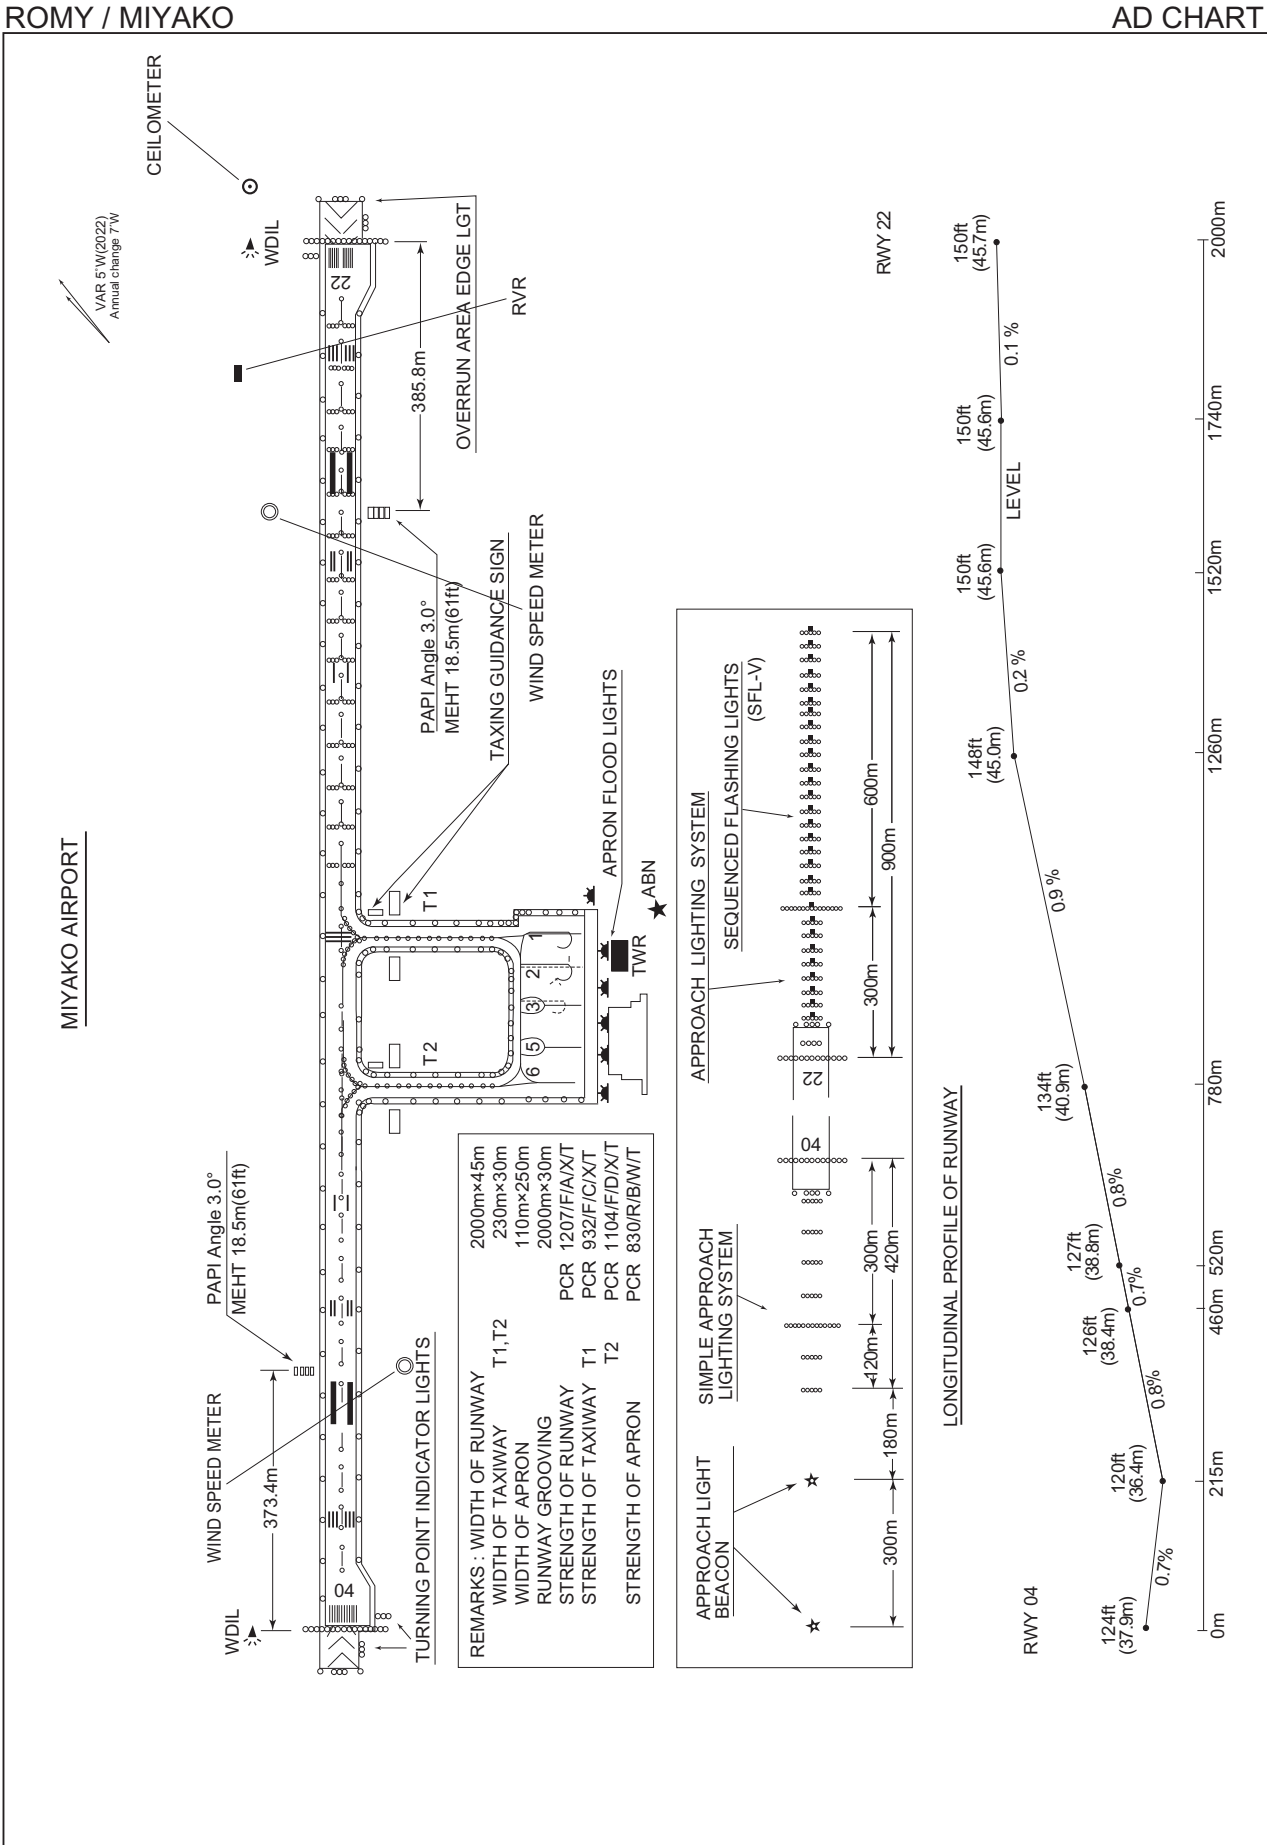 ROMY / MIYAKO
AD CHART
MIYAKO AIRPORT
VAR 5°W(2022)
Annual change 7'W
CEILOMETER
WDIL
RVR
OVERRUN AREA EDGE LGT
385.8m
22
PAPI Angle 3.0°
MEHT 18.5m(61ft)
TAXING GUIDANCE SIGN
WIND SPEED METER
APRON FLOOD LIGHTS
ABN
TWR
T1
T2
1
2
3
5
6
PAPI Angle 3.0°
MEHT 18.5m(61ft)
WIND SPEED METER
373.4m
WDIL
04
TURNING POINT INDICATOR LIGHTS
REMARKS : WIDTH OF RUNWAY 2000m×45m
WIDTH OF TAXIWAY T1,T2 230m×30m
WIDTH OF APRON 110m×250m
RUNWAY GROOVING 2000m×30m
STRENGTH OF RUNWAY PCR 1207/F/A/X/T
STRENGTH OF TAXIWAY T1 PCR 932/F/C/X/T
T2 PCR 1104/F/D/X/T
STRENGTH OF APRON PCR 830/R/B/W/T
APPROACH LIGHT
BEACON
SIMPLE APPROACH
LIGHTING SYSTEM
APPROACH LIGHTING SYSTEM
SEQUENCED FLASHING LIGHTS
(SFL-V)
04
22
300m
180m
120m
300m
420m
300m
600m
900m
LONGITUDINAL PROFILE OF RUNWAY
RWY 04
RWY 22
124ft
(37.9m)
120ft
(36.4m)
126ft
(38.4m)
127ft
(38.8m)
134ft
(40.9m)
148ft
(45.0m)
150ft
(45.6m)
150ft
(45.6m)
150ft
(45.7m)
0.7%
0.8%
0.7%
0.8%
0.9 %
0.2 %
LEVEL
0.1 %
0m
215m
460m
520m
780m
1260m
1520m
1740m
2000m